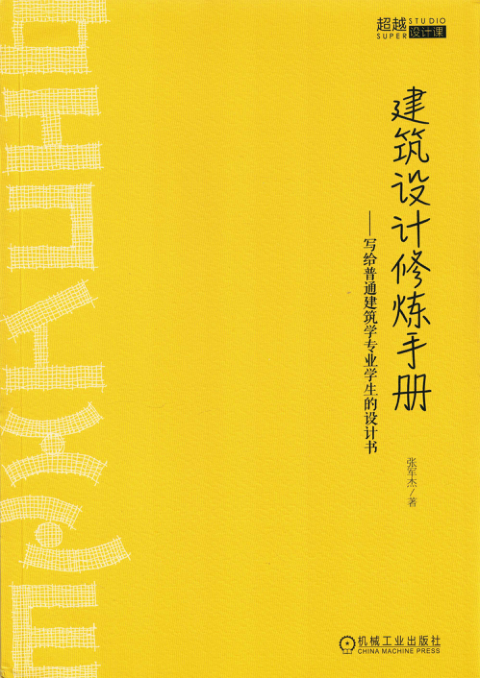 超越 STUDIO
SUPER 设计课
建筑设计修炼手册
——写给普通建筑学专业学生的设计书
张军杰/著
机械工业出版社
CHINA MACHINE PRESS